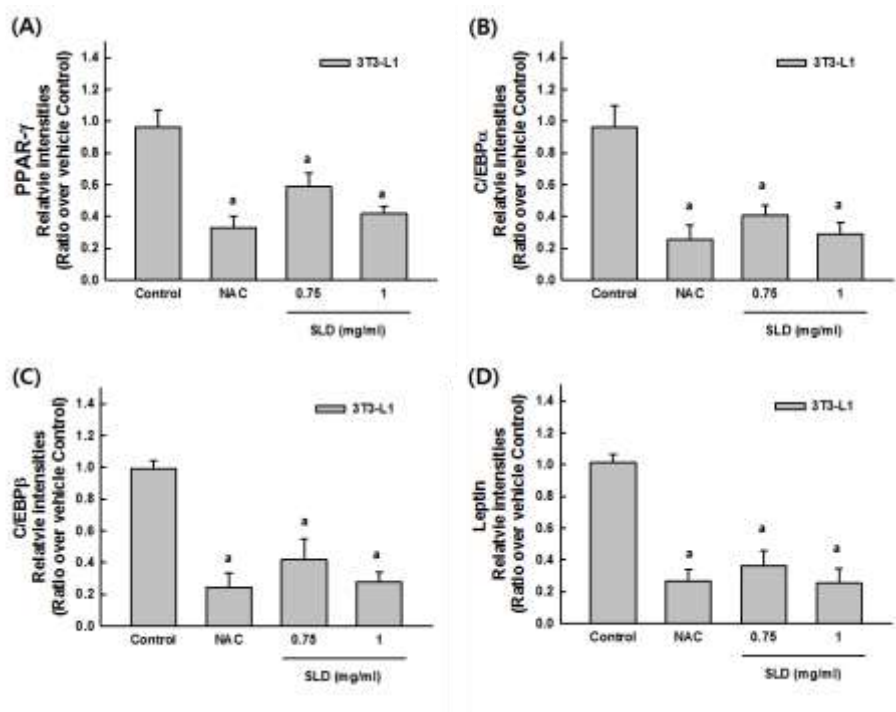 (A)
PPAR-γ
Relatvie intensities
(Ratio over vehicle Control)
1.4
1.2
1.0
0.8
0.6
0.4
0.2
0.0
3T3-L1
a
a
a
Control NAC 0.75 1
SLD (mg/ml)
(B)
C/EBPα
Relatvie intensities
(Ratio over vehicle Control)
1.4
1.2
1.0
0.8
0.6
0.4
0.2
0.0
3T3-L1
a
a
a
Control NAC 0.75 1
SLD (mg/ml)
(C)
C/EBPβ
Relatvie intensities
(Ratio over vehicle Control)
1.4
1.2
1.0
0.8
0.6
0.4
0.2
0.0
3T3-L1
a
a
a
Control NAC 0.75 1
SLD (mg/ml)
(D)
Leptin
Relatvie intensities
(Ratio over vehicle Control)
1.4
1.2
1.0
0.8
0.6
0.4
0.2
0.0
3T3-L1
a
a
a
Control NAC 0.75 1
SLD (mg/ml)